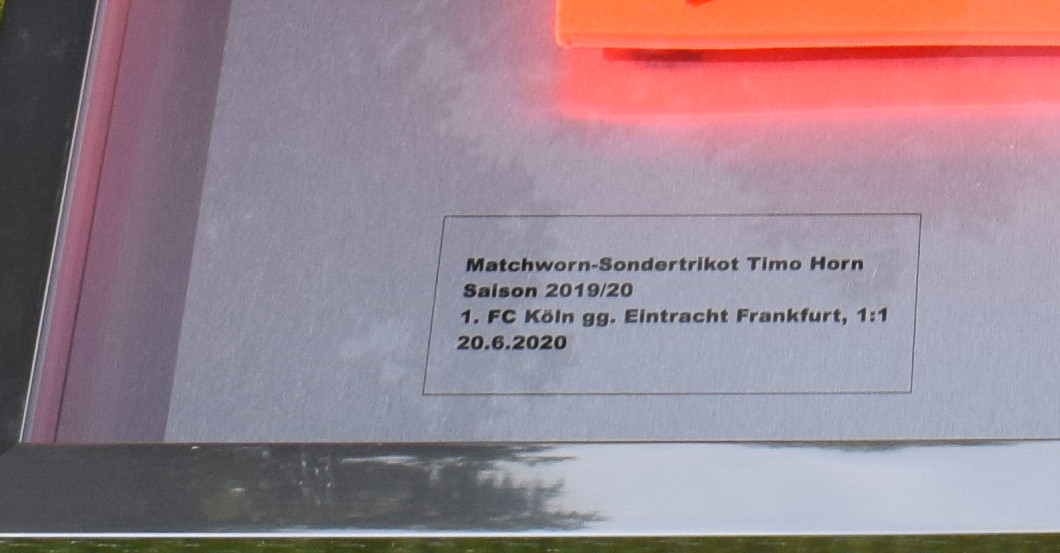 Matchworn-Sondertrikot Timo Horn
Saison 2019/20
1. FC Köln gg. Eintracht Frankfurt, 1:1
20.6.2020